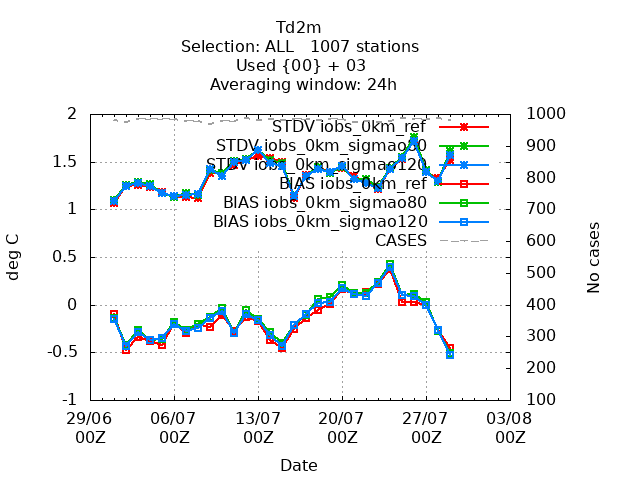 Td2m
Selection: ALL   1007 stations
Used {00} + 03
Averaging window: 24h
2
1.5
1
0.5
0
-0.5
-1
deg C
1000
900
800
700
600
500
400
300
200
100
No cases
STDV iobs_0km_ref
STDV iobs_0km_sigmao80
STDV iobs_0km_sigmao120
BIAS iobs_0km_ref
BIAS iobs_0km_sigmao80
BIAS iobs_0km_sigmao120
CASES
29/06 06/07 13/07 20/07 27/07 03/08
00Z 00Z 00Z 00Z 00Z 00Z
Date